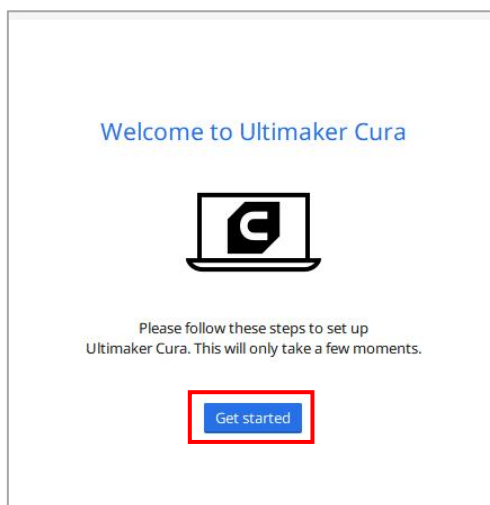 Welcome to Ultimaker Cura
Please follow these steps to set up
Ultimaker Cura. This will only take a few moments.
Get started